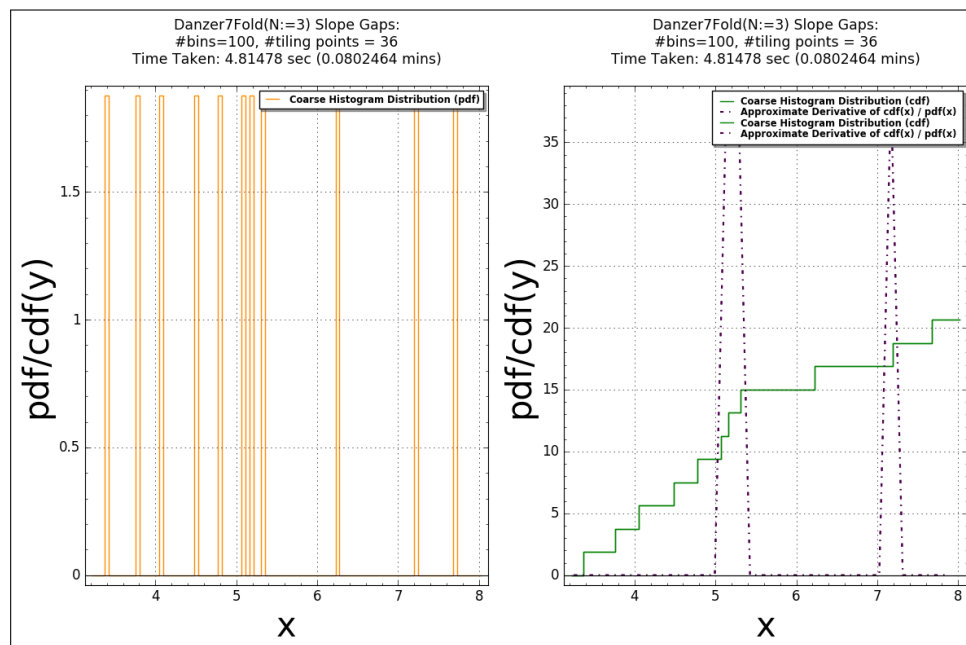 Danzer7Fold(N:=3) Slope Gaps:
#bins=100, #tiling points = 36
Time Taken: 4.81478 sec (0.0802464 mins)
Coarse Histogram Distribution (pdf)
1.5
1
0.5
0
pdf/cdf(y)
4 5 6 7 8
x
Danzer7Fold(N:=3) Slope Gaps:
#bins=100, #tiling points = 36
Time Taken: 4.81478 sec (0.0802464 mins)
Coarse Histogram Distribution (cdf)
Approximate Derivative of cdf(x) / pdf(x)
Coarse Histogram Distribution (cdf)
Approximate Derivative of cdf(x) / pdf(x)
35
30
25
20
15
10
5
0
pdf/cdf(y)
4 5 6 7 8
x